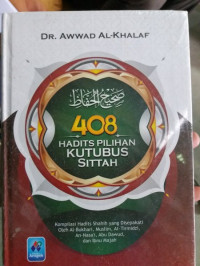 DR. AWWAD AL-KHALAF
صحيح الحفاظ
408
HADITS PILIHAN
KUTUBUS
SITTAH
Kompilasi Hadits Shahih yang Disepakati
Oleh Al Bukhari, Muslim, At-Tirmidzi,
An-Nasa'i, Abu Dawud,
dan Ibnu Majah